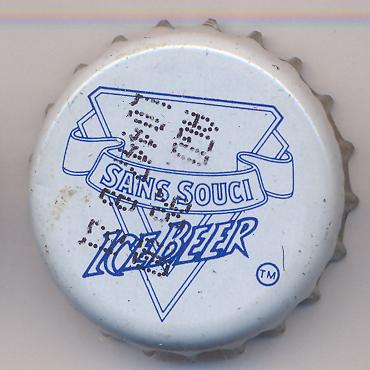 SANS SOUCI
ICE BEER
TM